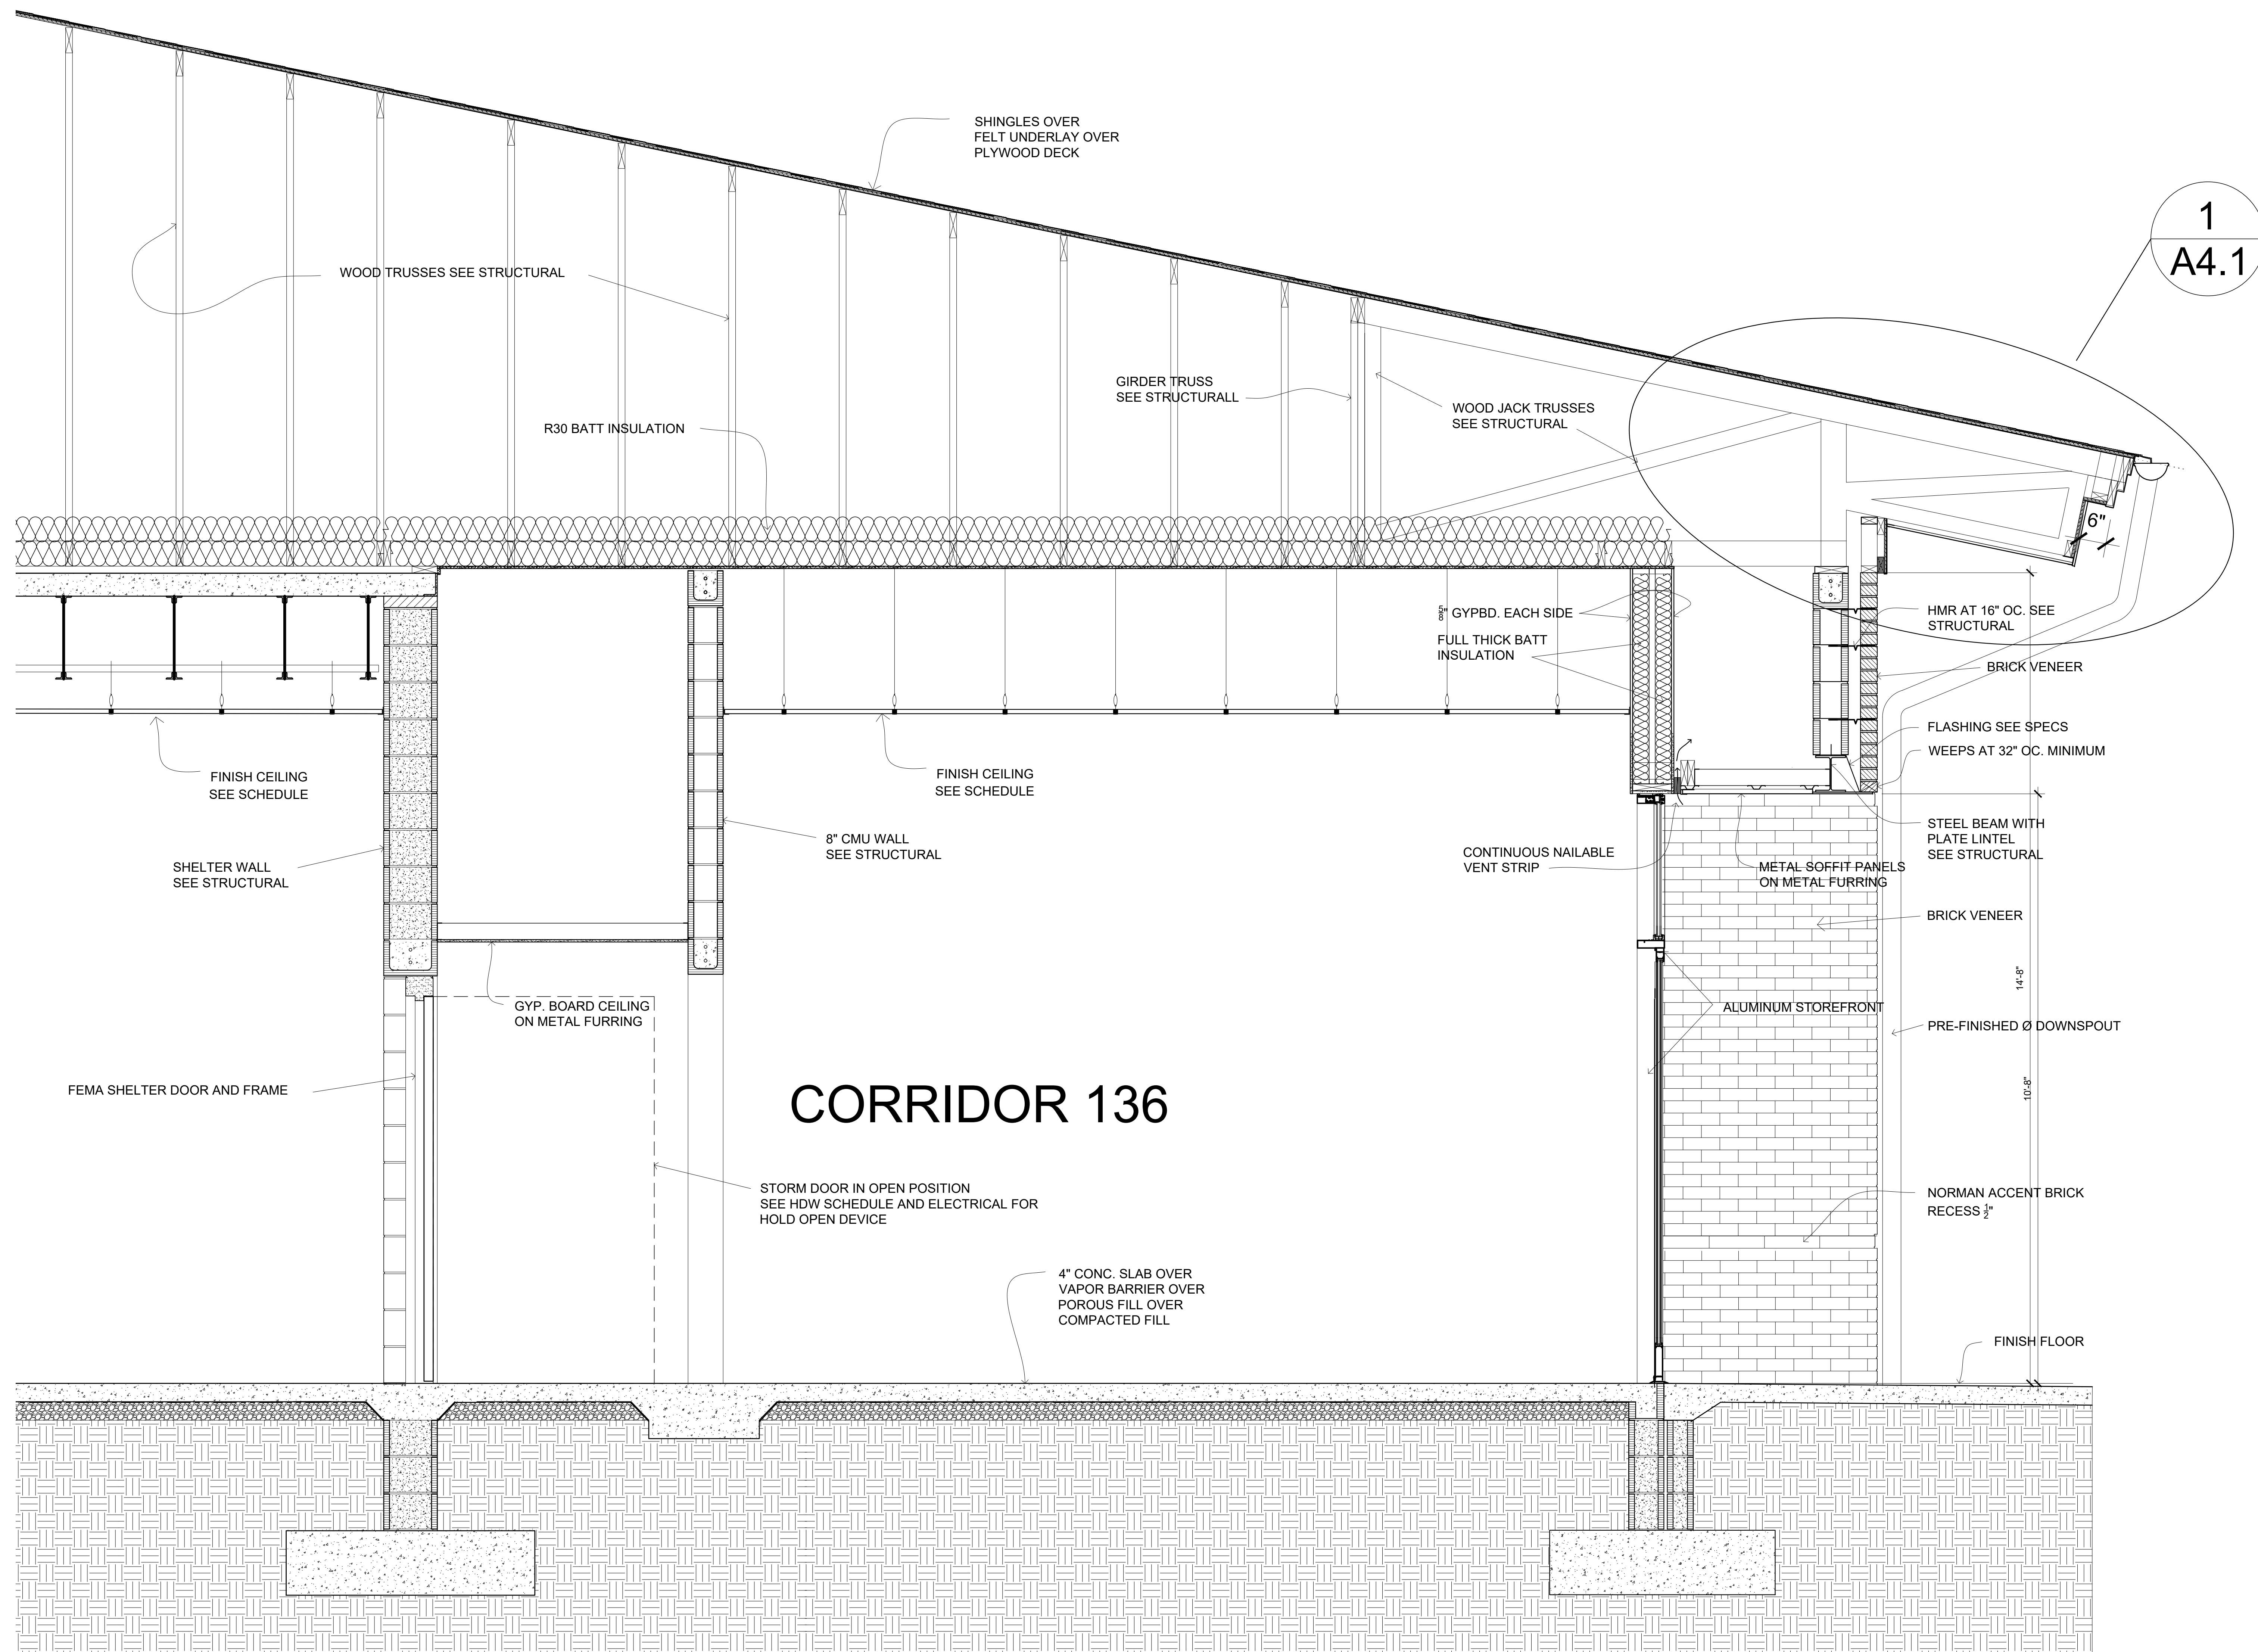 SHINGLES OVER
FELT UNDERLAY OVER
PLYWOOD DECK
1
A4.1
WOOD TRUSSES SEE STRUCTURAL
GIRDER TRUSS
SEE STRUCTURALL
WOOD JACK TRUSSES
SEE STRUCTURAL
R30 BATT INSULATION
6"
5/8" GYPBD. EACH SIDE
FULL THICK BATT
INSULATION
HMR AT 16" OC. SEE
STRUCTURAL
BRICK VENEER
FLASHING SEE SPECS
WEEPS AT 32" OC. MINIMUM
FINISH CEILING
SEE SCHEDULE
FINISH CEILING
SEE SCHEDULE
8" CMU WALL
SEE STRUCTURAL
SHELTER WALL
SEE STRUCTURAL
CONTINUOUS NAILABLE
VENT STRIP
METAL SOFFIT PANELS
ON METAL FURRING
STEEL BEAM WITH
PLATE LINTEL
SEE STRUCTURAL
BRICK VENEER
14'-8"
GYP. BOARD CEILING
ON METAL FURRING
ALUMINUM STOREFRONT
PRE-FINISHED Ø DOWNSPOUT
10'-8"
FEMA SHELTER DOOR AND FRAME
CORRIDOR 136
STORM DOOR IN OPEN POSITION
SEE HDW SCHEDULE AND ELECTRICAL FOR
HOLD OPEN DEVICE
NORMAN ACCENT BRICK
RECESS 1/2"
4" CONC. SLAB OVER
VAPOR BARRIER OVER
POROUS FILL OVER
COMPACTED FILL
FINISH FLOOR